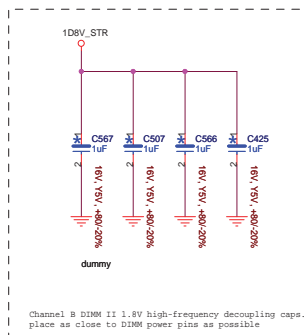 1D8V_STR
C567
1uF
2
16V, Y5V, +80/-20%
C507
1uF
2
16V, Y5V, +80/-20%
C566
1uF
2
16V, Y5V, +80/-20%
C425
1uF
2
16V, Y5V, +80/-20%
dummy
Channel B DIMM II 1.8V high-frequency decoupling caps.
place as close to DIMM power pins as possible